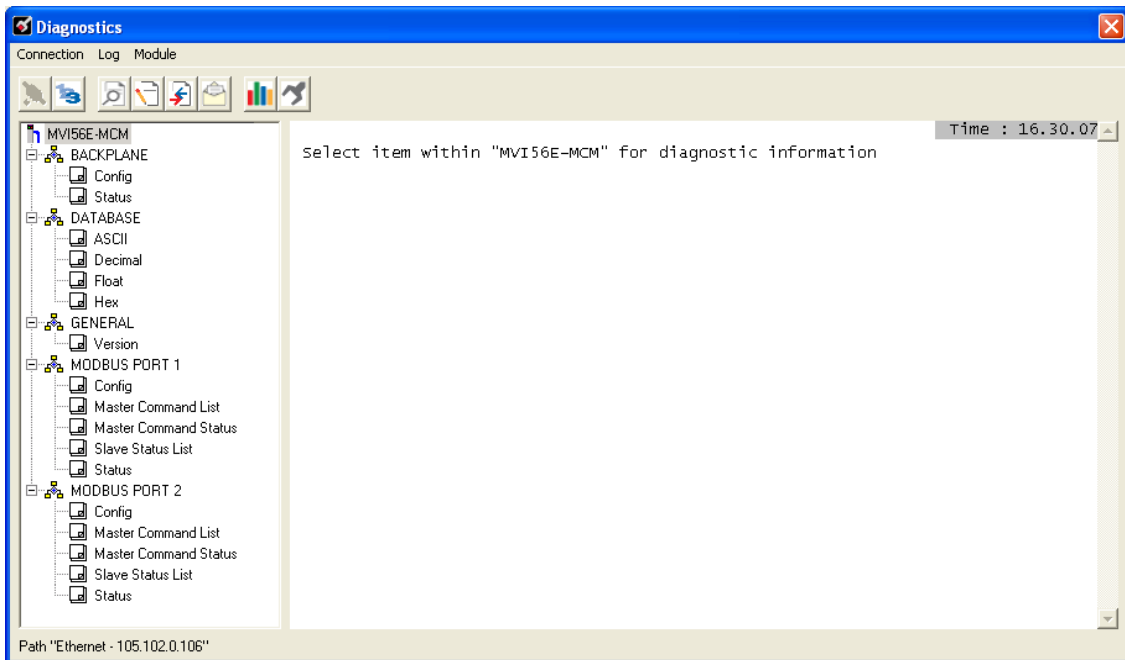 Diagnostics
Connection Log Module
MVI56E-MCM
BACKPLANE
Config
Status
DATABASE
ASCII
Decimal
Float
Hex
GENERAL
Version
MODBUS PORT 1
Config
Master Command List
Master Command Status
Slave Status List
Status
MODBUS PORT 2
Config
Master Command List
Master Command Status
Slave Status List
Status
Time : 16.30.07
Select item within "MVI56E-MCM" for diagnostic information
Path "Ethernet - 105.102.0.106"